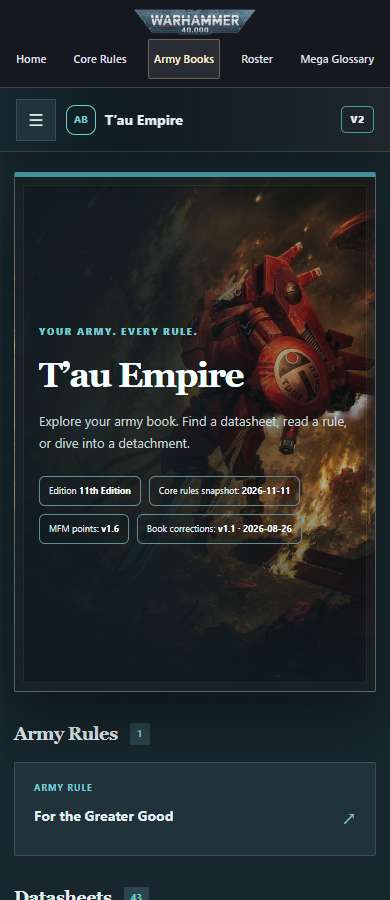 WARHAMMER
40,000
Home Core Rules Army Books Roster Mega Glossary
☰ AB T'au Empire V2
YOUR ARMY. EVERY RULE.
T'au Empire
Explore your army book. Find a datasheet, read a rule,
or dive into a detachment.
Edition 11th Edition Core rules snapshot: 2026-11-11
MFM points: v1.6 Book corrections: v1.1 · 2026-08-26
Army Rules 1
ARMY RULE
For the Greater Good ↗
Datasheets 43